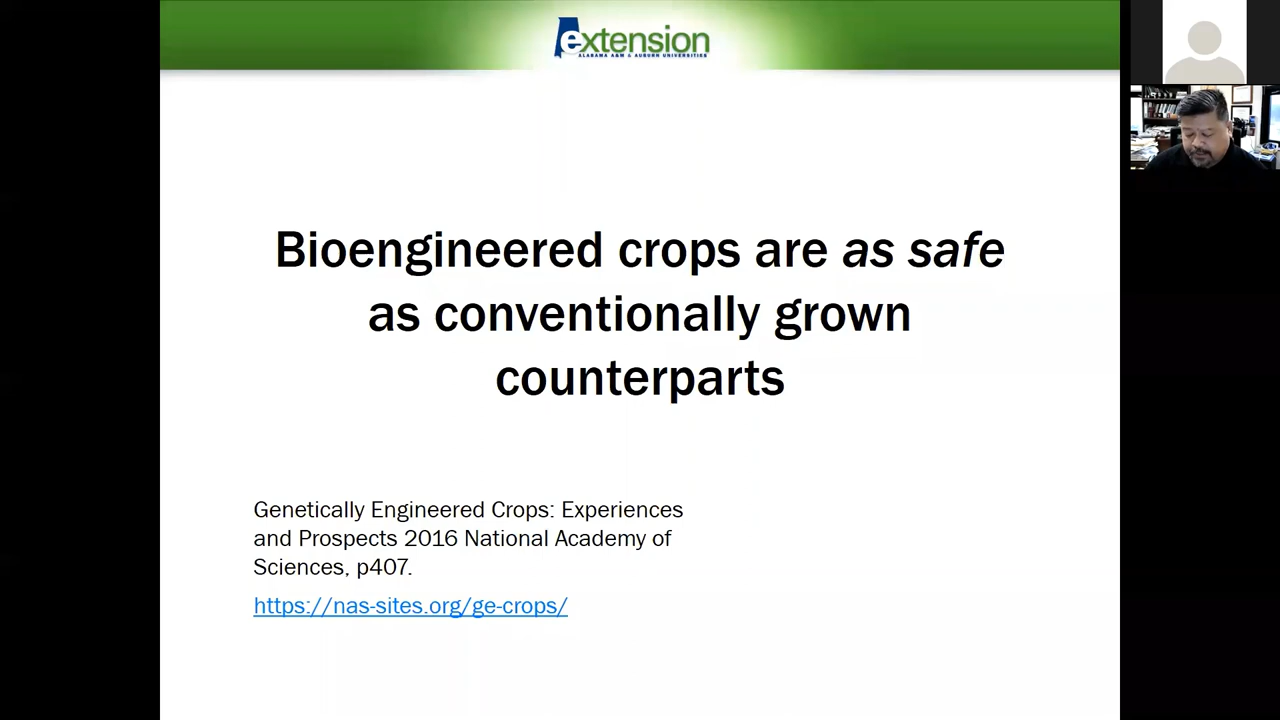 extension
ALABAMA A&M & AUBURN UNIVERSITIES
Bioengineered crops are as safe
as conventionally grown
counterparts
Genetically Engineered Crops: Experiences
and Prospects 2016 National Academy of
Sciences, p407.
https://nas-sites.org/ge-crops/